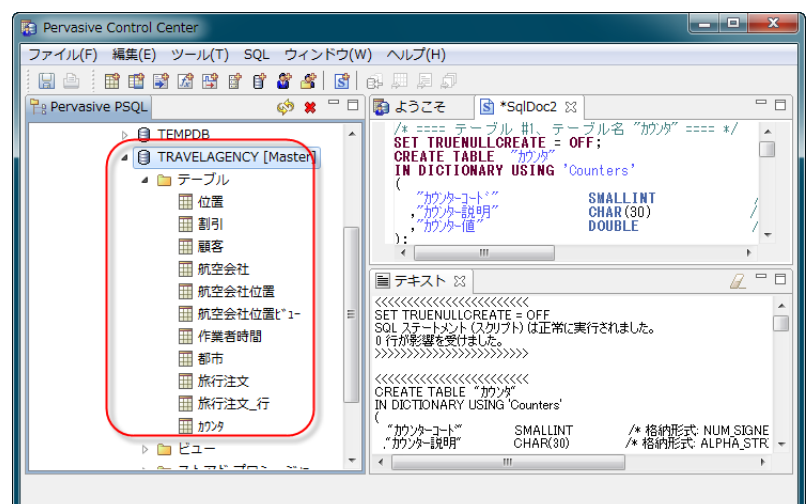 Pervasive Control Center
ファイル(F) 編集(E) ツール(T) SQL ウィンドウ(W) ヘルプ(H)
Pervasive PSQL
TEMPDB
TRAVELAGENCY [Master]
テーブル
位置
割引
顧客
航空会社
航空会社位置
航空会社位置ﾋﾞｭｰ
作業者時間
都市
旅行注文
旅行注文_行
ｶｳﾝﾀ
ビュー
ようこそ *SqlDoc2
/* ==== テーブル #1、テーブル名 "ｶｳﾝﾀ" ==== */
SET TRUENULLCREATE = OFF;
CREATE TABLE "ｶｳﾝﾀ"
IN DICTIONARY USING 'Counters'
(
"ｶｳﾝﾀｰｺｰﾄﾞ" SMALLINT /
,"ｶｳﾝﾀｰ説明" CHAR(30) /
,"ｶｳﾝﾀｰ値" DOUBLE /
);
テキスト
<<<<<<<<<<<<<<<<<<<<<<<<
SET TRUENULLCREATE = OFF
SQL ステートメント (スクリプト) は正常に実行されました。
0 行が影響を受けました。
>>>>>>>>>>>>>>>>>>>>>>>>
<<<<<<<<<<<<<<<<<<<<<<<<
CREATE TABLE "ｶｳﾝﾀ"
IN DICTIONARY USING 'Counters'
(
"ｶｳﾝﾀｰｺｰﾄﾞ" SMALLINT /* 格納形式: NUM_SIGNE
,"ｶｳﾝﾀｰ説明" CHAR(30) /* 格納形式: ALPHA_STR